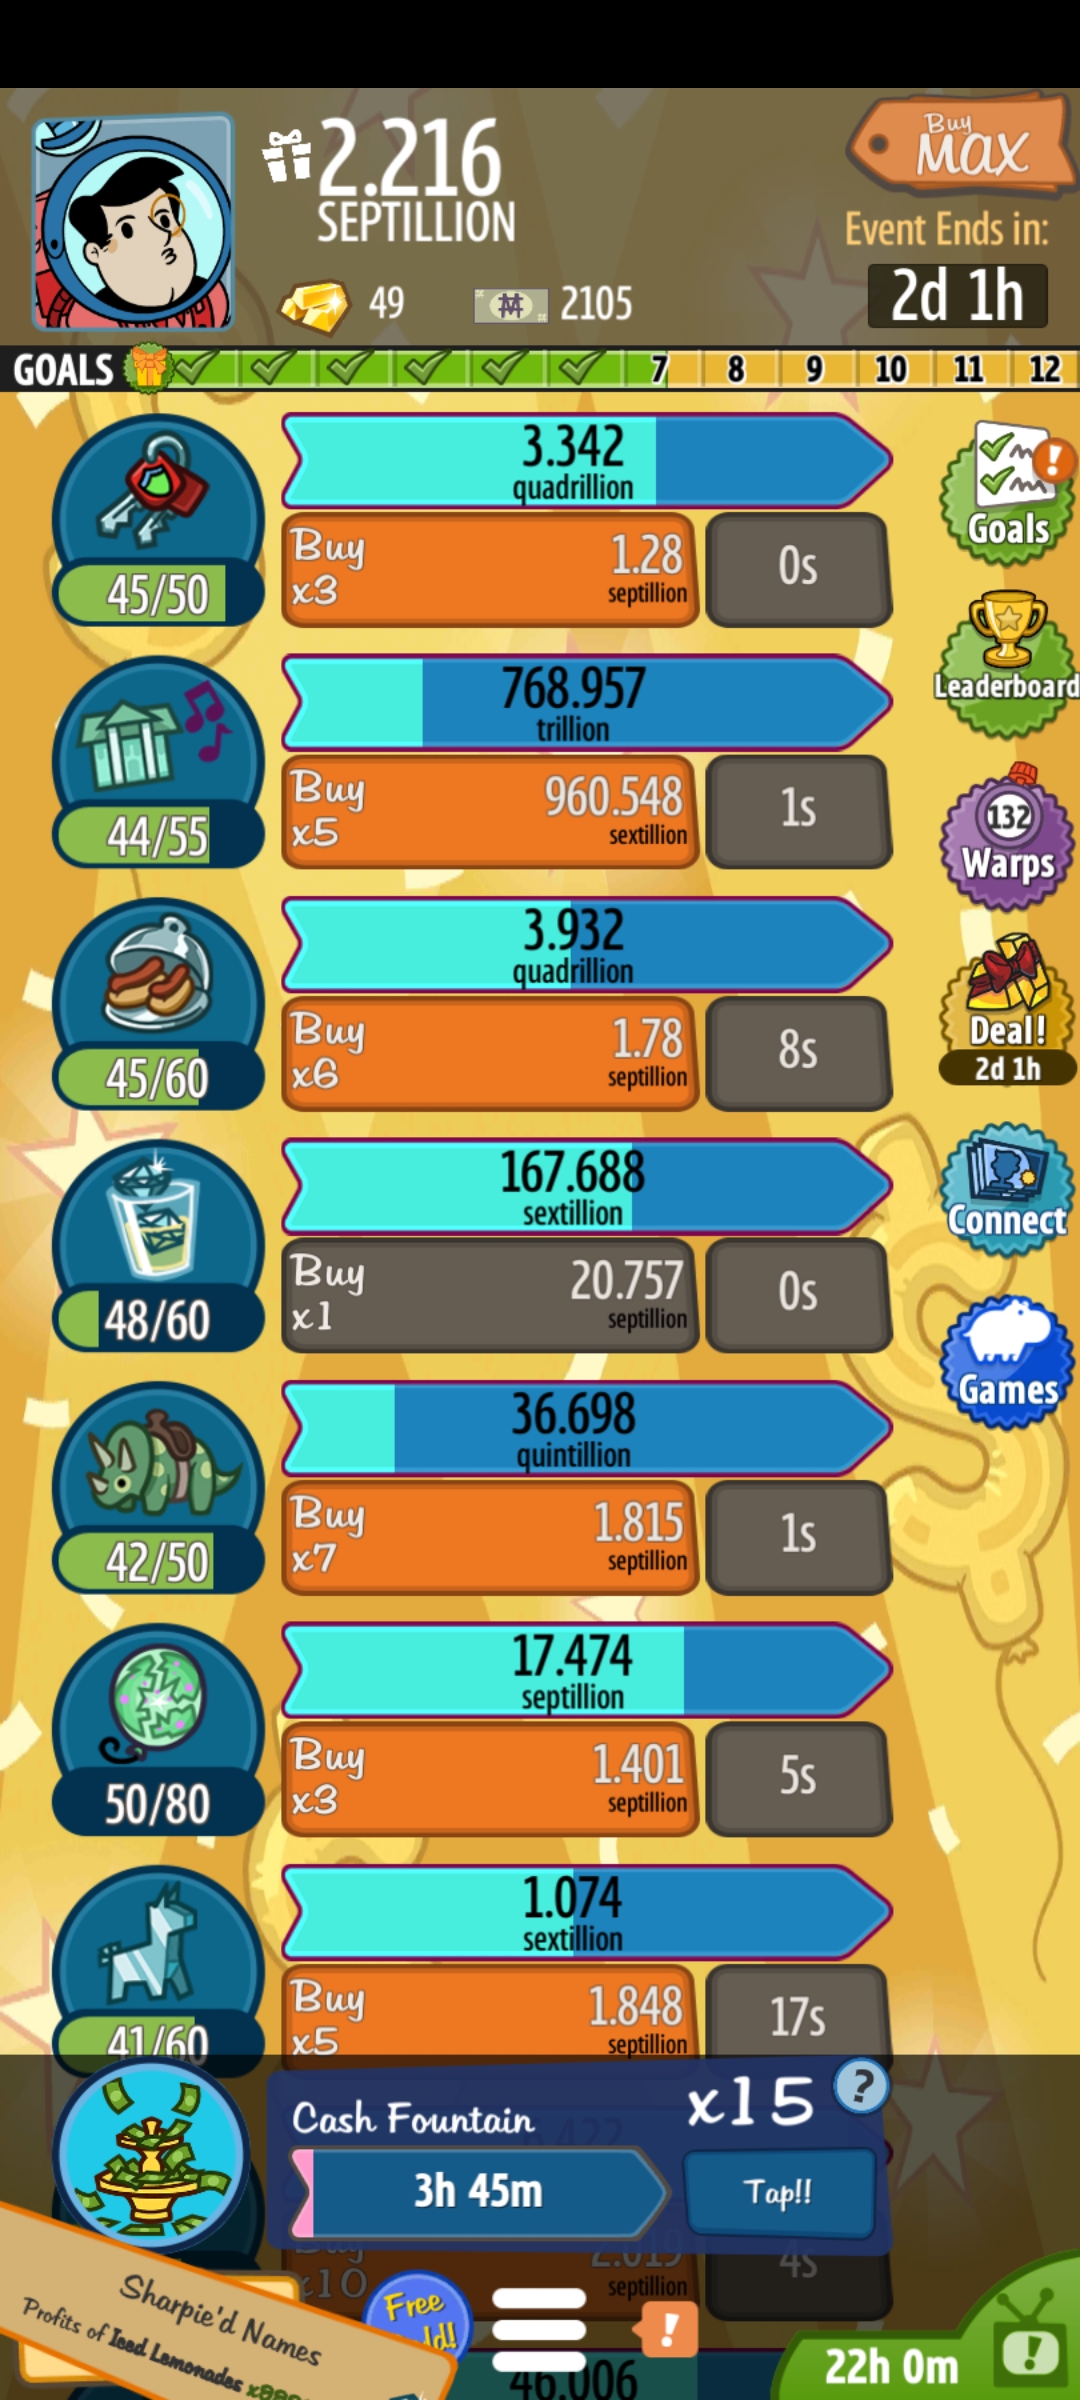 2.216
SEPTILLION
Buy
MAX
Event Ends in:
49
2105
2d 1h
GOALS
7
8
9
10
11
12
3.342
quadrillion
Buy
x3
1.28
septillion
0s
45/50
Goals
768.957
trillion
Leaderboard
Buy
x5
960.548
sextillion
1s
44/55
132
Warps
3.932
quadrillion
Buy
x6
1.78
septillion
8s
45/60
Deal!
2d 1h
167.688
sextillion
Buy
x1
20.757
septillion
0s
48/60
Connect
36.698
quintillion
Games
Buy
x7
1.815
septillion
1s
42/50
17.474
septillion
Buy
x3
1.401
septillion
5s
50/80
1.074
sextillion
Buy
x5
1.848
septillion
17s
41/60
Cash Fountain
x15
?
3h 45m
Tap!!
x10
2.019
septillion
4s
Sharpie'd Names
Profits of Iced Lemonades
Free
22h 0m
46.006